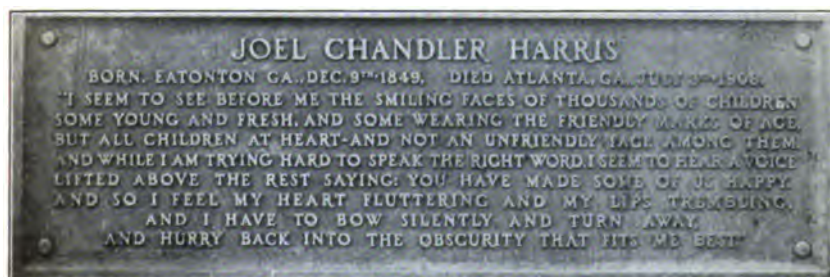 JOEL CHANDLER HARRIS
BORN, EATONTON GA., DEC. 9TH 1849, DIED ATLANTA, GA., JULY 3RD 1908.
"I SEEM TO SEE BEFORE ME THE SMILING FACES OF THOUSANDS OF CHILDREN
SOME YOUNG AND FRESH, AND SOME WEARING THE FRIENDLY MARKS OF AGE,
BUT ALL CHILDREN AT HEART-AND NOT AN UNFRIENDLY FACE AMONG THEM.
AND WHILE I AM TRYING HARD TO SPEAK THE RIGHT WORD, I SEEM TO HEAR A VOICE
LIFTED ABOVE THE REST SAYING: YOU HAVE MADE SOME OF US HAPPY.
AND SO I FEEL MY HEART FLUTTERING AND MY LIPS TREMBLING,
AND I HAVE TO BOW SILENTLY AND TURN AWAY,
AND HURRY BACK INTO THE OBSCURITY THAT FITS ME BEST."